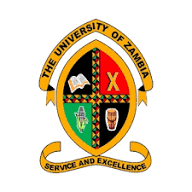 THE UNIVERSITY OF ZAMBIA
SERVICE AND EXCELLENCE